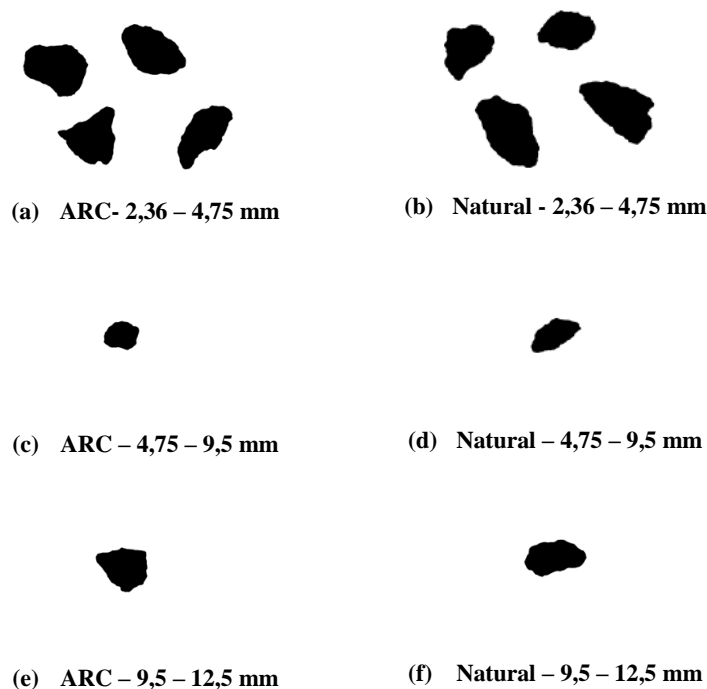 (a) ARC- 2,36 – 4,75 mm
(b) Natural - 2,36 – 4,75 mm
(c) ARC – 4,75 – 9,5 mm
(d) Natural – 4,75 – 9,5 mm
(e) ARC – 9,5 – 12,5 mm
(f) Natural – 9,5 – 12,5 mm